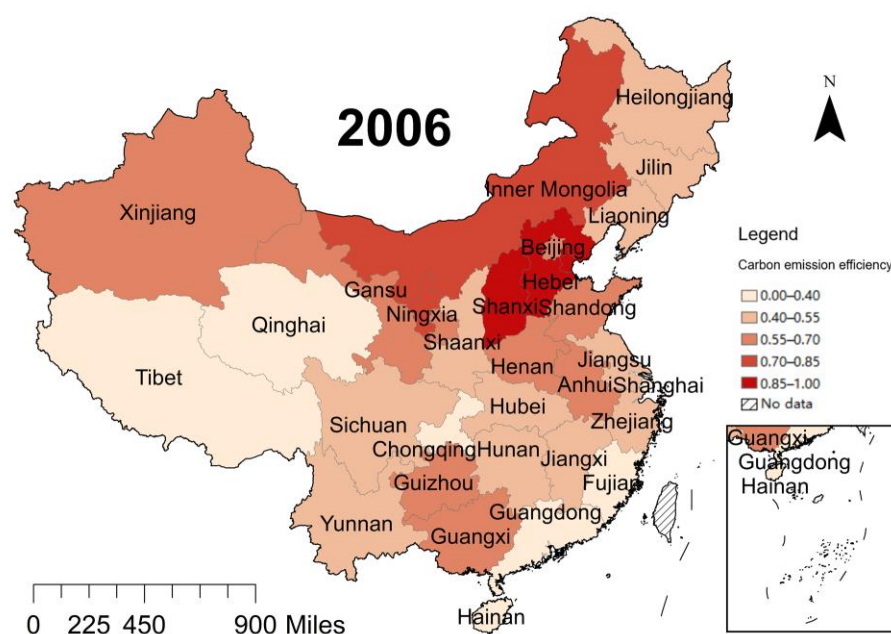 2006
N
Heilongjiang
Jilin
Inner Mongolia
Liaoning
Xinjiang
Beijing
Hebei
Gansu
Ningxia
Shanxi
Shandong
Qinghai
Shaanxi
Henan
Jiangsu
Tibet
Anhui
Shanghai
Hubei
Zhejiang
Sichuan
Chongqing
Hunan
Jiangxi
Guizhou
Fujian
Yunnan
Guangdong
Guangxi
Hainan
Legend
Carbon emission efficiency
0.00–0.40
0.40–0.55
0.55–0.70
0.70–0.85
0.85–1.00
No data
Guangxi
Guangdong
Hainan
0 225 450 900 Miles